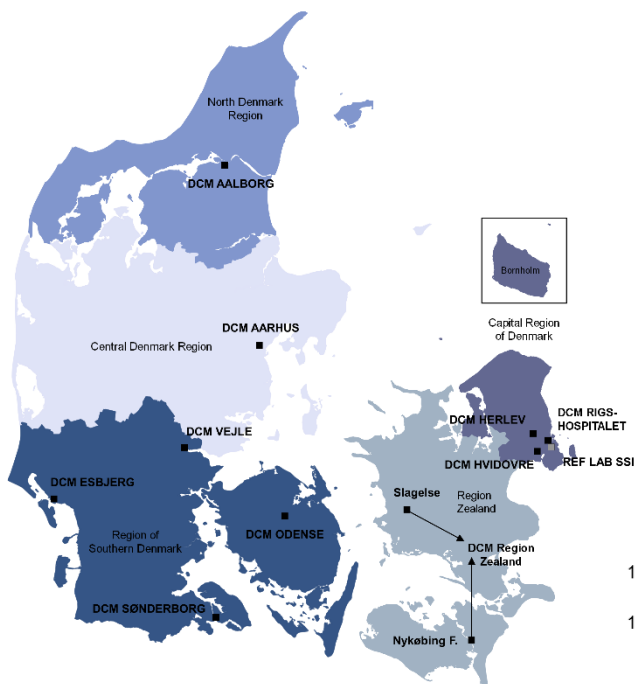 North Denmark
Region
DCM AALBORG
Bornholm
Capital Region
of Denmark
DCM AARHUS
Central Denmark Region
DCM RIGS-
HOSPITALET
DCM HERLEV
DCM VEJLE
DCM HVIDOVRE
REF LAB SSI
DCM ESBJERG
Slagelse
Region
Zealand
DCM ODENSE
Region of
Southern Denmark
DCM Region
Zealand
1
DCM SØNDERBORG
1
Nykøbing F.